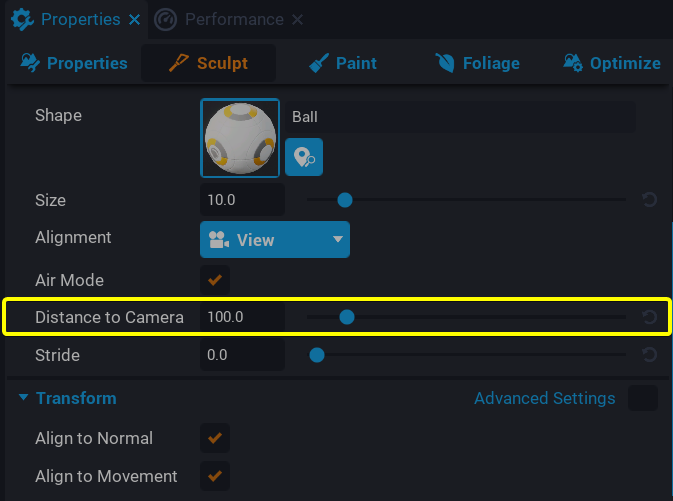 Properties Performance
Properties Sculpt Paint Foliage Optimize
Shape Ball
Size 10.0
Alignment View
Air Mode
Distance to Camera 100.0
Stride 0.0
Transform Advanced Settings
Align to Normal
Align to Movement